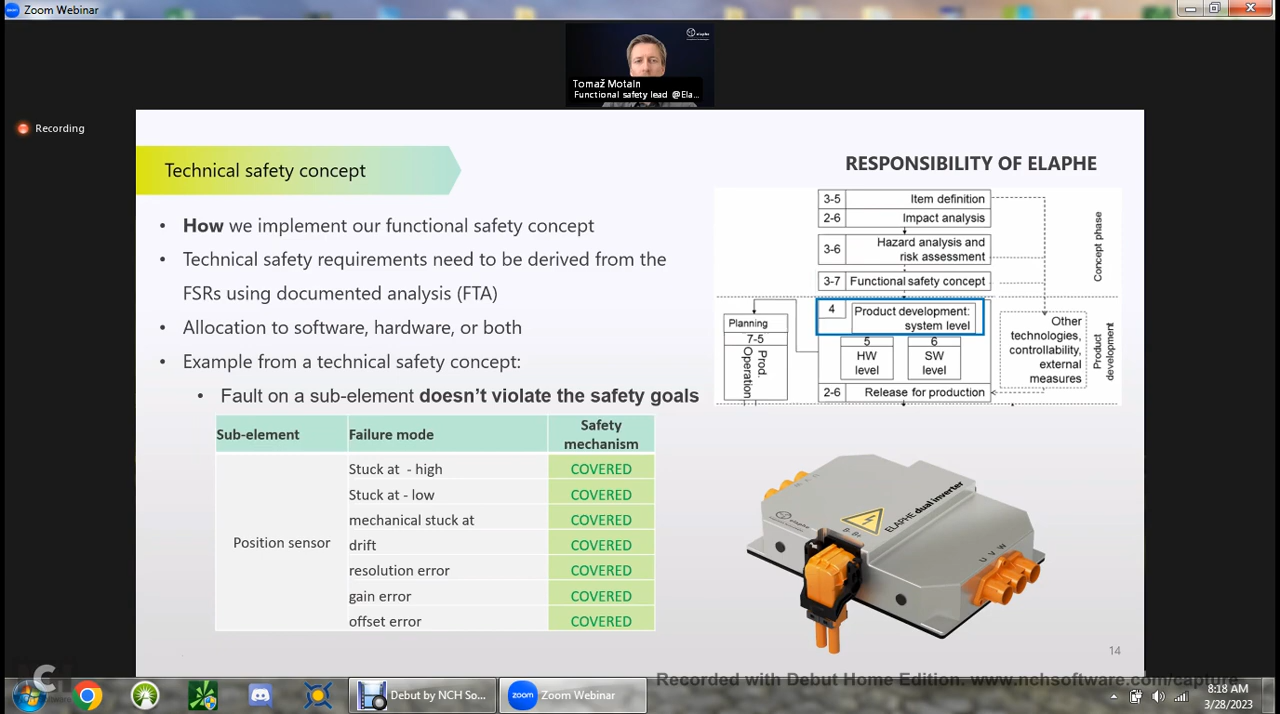 Zoom Webinar
elaphe
Tomaž Motaln
Functional safety lead @Ela...
Recording
Technical safety concept
RESPONSIBILITY OF ELAPHE
• How we implement our functional safety concept
• Technical safety requirements need to be derived from the
FSRs using documented analysis (FTA)
• Allocation to software, hardware, or both
• Example from a technical safety concept:
• Fault on a sub-element doesn't violate the safety goals
Sub-element Failure mode Safety
mechanism
Position sensor
Stuck at - high COVERED
Stuck at - low COVERED
mechanical stuck at COVERED
drift COVERED
resolution error COVERED
gain error COVERED
offset error COVERED
3-5 Item definition
2-6 Impact analysis
3-6 Hazard analysis and
risk assessment
3-7 Functional safety concept
Concept phase
4 Product development:
system level
Planning
7-5
Prod.
Operation
5
HW
level
6
SW
level
2-6 Release for production
Other
technologies,
controllability,
external
measures
Product
development
elaphe
ELAPHE dual inverter
U V W
14
Debut by NCH So...
Zoom Webinar
Recorded with Debut Home Edition. www.nchsoftware.com/capture
8:18 AM
3/28/2023